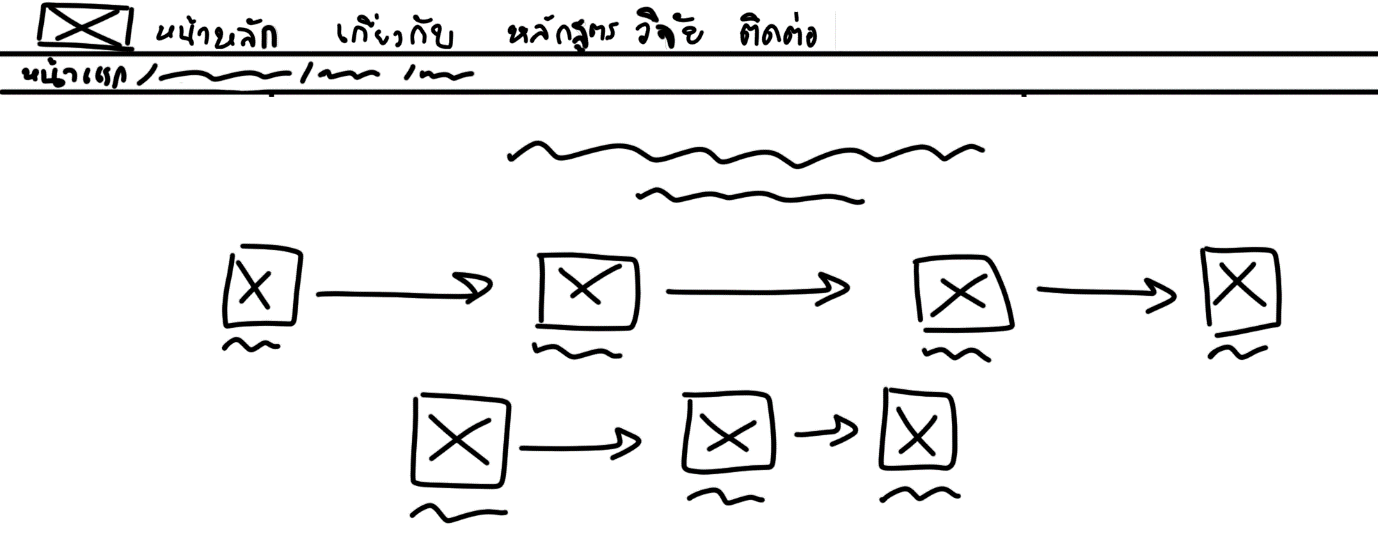 หน้าหลัก เกี่ยวกับ หลักสูตร วิจัย ติดต่อ
หน้าแรก / / /